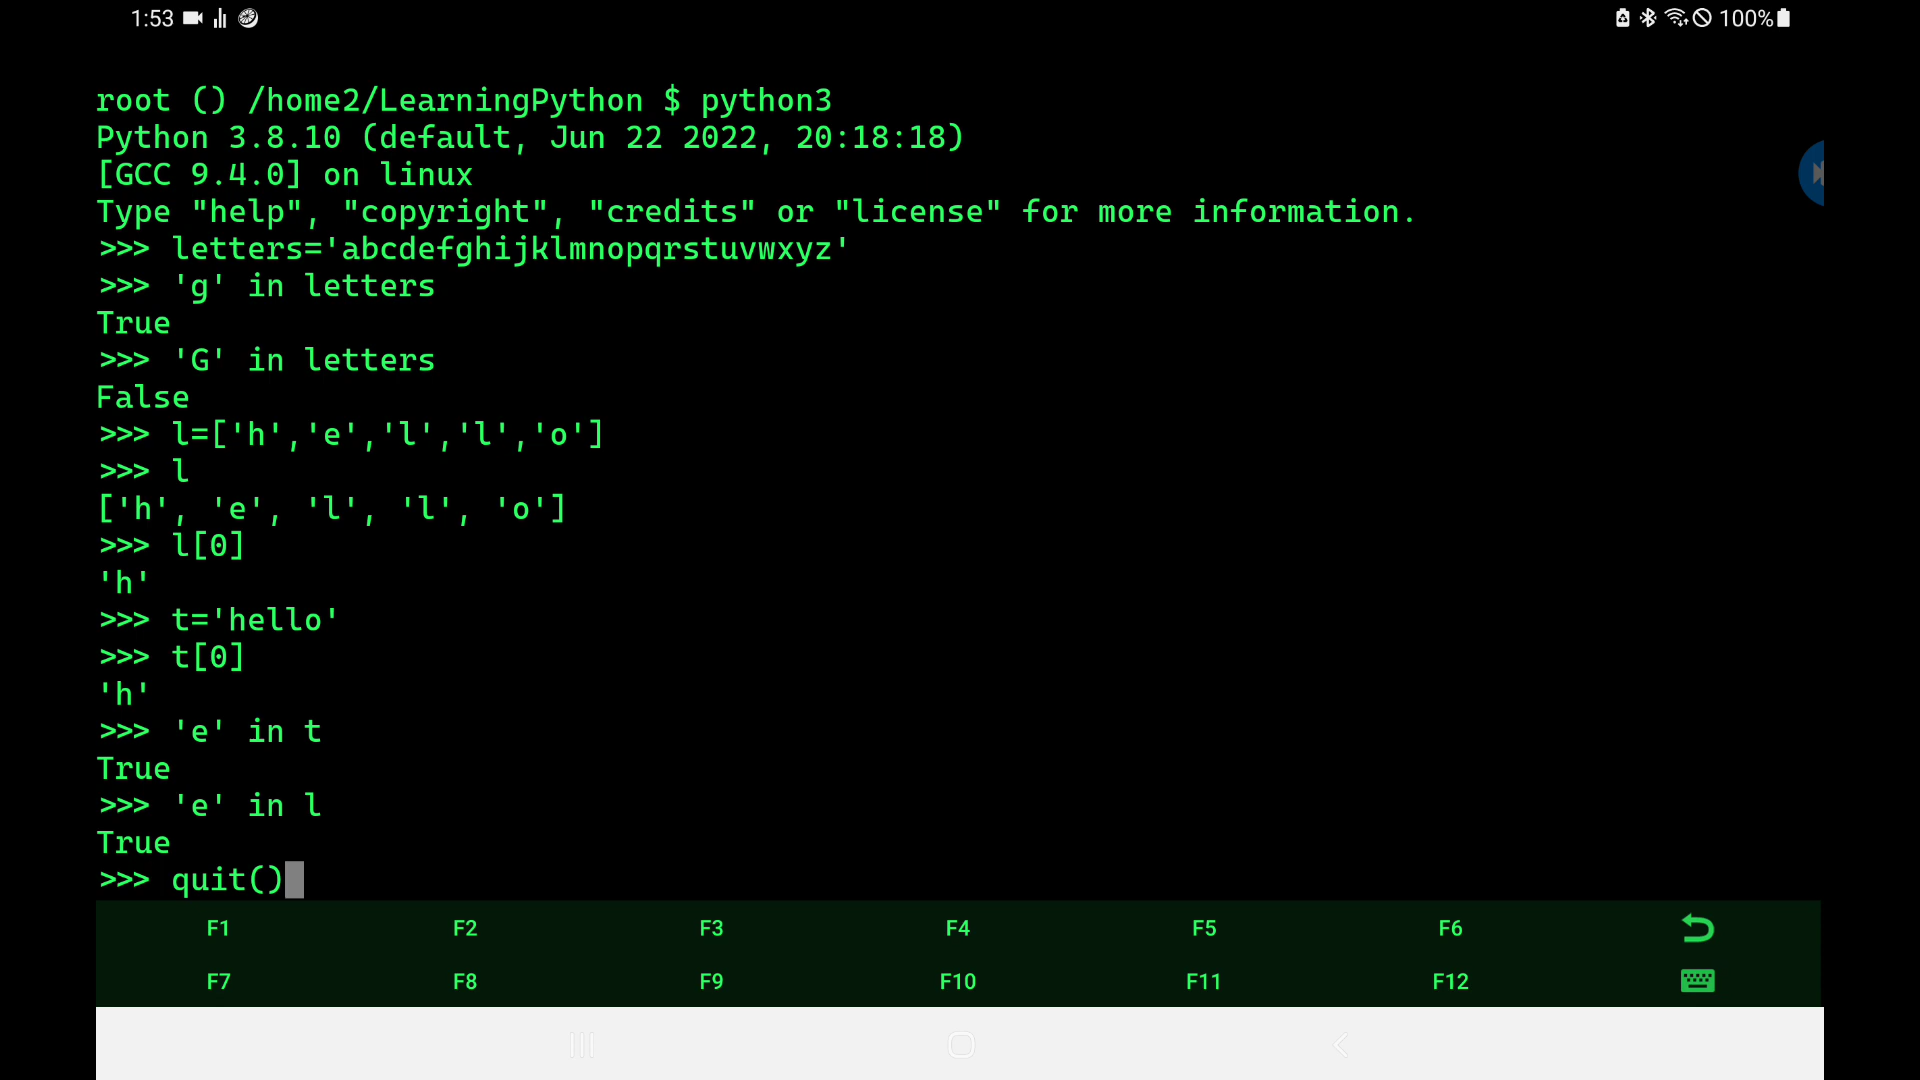 1:53 100%
root () /home2/LearningPython $ python3
Python 3.8.10 (default, Jun 22 2022, 20:18:18)
[GCC 9.4.0] on linux
Type "help", "copyright", "credits" or "license" for more information.
>>> letters='abcdefghijklmnopqrstuvwxyz'
>>> 'g' in letters
True
>>> 'G' in letters
False
>>> l=['h','e','l','l','o']
>>> l
['h', 'e', 'l', 'l', 'o']
>>> l[0]
'h'
>>> t='hello'
>>> t[0]
'h'
>>> 'e' in t
True
>>> 'e' in l
True
>>> quit()
F1 F2 F3 F4 F5 F6
F7 F8 F9 F10 F11 F12